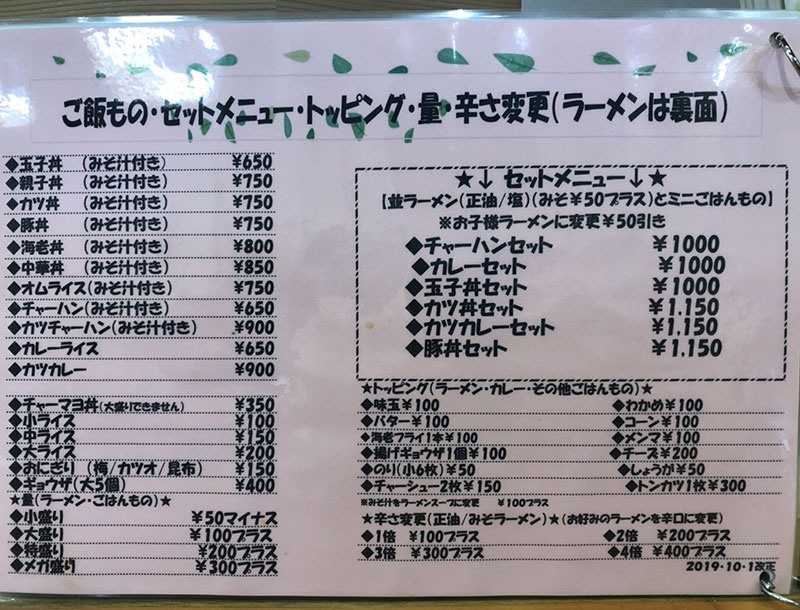 ご飯もの・セットメニュー・トッピング・量・辛さ変更(ラーメンは裏面)
◆玉子丼 (みそ汁付き) ¥650
◆親子丼 (みそ汁付き) ¥750
◆カツ丼 (みそ汁付き) ¥750
◆豚丼 (みそ汁付き) ¥750
◆海老丼 (みそ汁付き) ¥800
◆中華丼 (みそ汁付き) ¥850
◆オムライス(みそ汁付き) ¥750
◆チャーハン(みそ汁付き) ¥650
◆カツチャーハン(みそ汁付き) ¥900
◆カレーライス ¥650
◆カツカレー ¥900
◆チャーマヨ丼(大盛りできません) ¥350
◆小ライス ¥100
◆中ライス ¥150
◆大ライス ¥200
◆おにぎり (梅/カツオ/昆布) ¥150
◆ギョウザ(大5個) ¥400
★量(ラーメン・ごはんもの)★
◆小盛り ¥50マイナス
◆大盛り ¥100プラス
◆特盛り ¥200プラス
◆メガ盛り ¥300プラス
★↓ セットメニュー↓★
【並ラーメン(正油/塩)(みそ¥50プラス)とミニごはんもの】
※お子様ラーメンに変更¥50引き
◆チャーハンセット ¥1000
◆カレーセット ¥1000
◆玉子丼セット ¥1000
◆カツ丼セット ¥1.150
◆カツカレーセット ¥1.150
◆豚丼セット ¥1.150
★トッピング(ラーメン・カレー・その他ごはんもの)★
◆味玉¥100 ◆わかめ¥100
◆バター¥100 ◆コーン¥100
◆海老フライ1本¥100 ◆メンマ¥100
◆揚げギョウザ1個¥100 ◆チーズ¥200
◆のり(小6枚)¥50 ◆しょうが¥50
◆チャーシュー2枚¥150 ◆トンカツ1枚¥300
※みそ汁をラーメンスープに変更 ¥100プラス
★辛さ変更(正油/みそラーメン)★(お好みのラーメンを辛口に変更)
◆1倍 ¥100プラス ◆2倍 ¥200プラス
◆3倍 ¥300プラス ◆4倍 ¥400プラス
2019・10・1改正